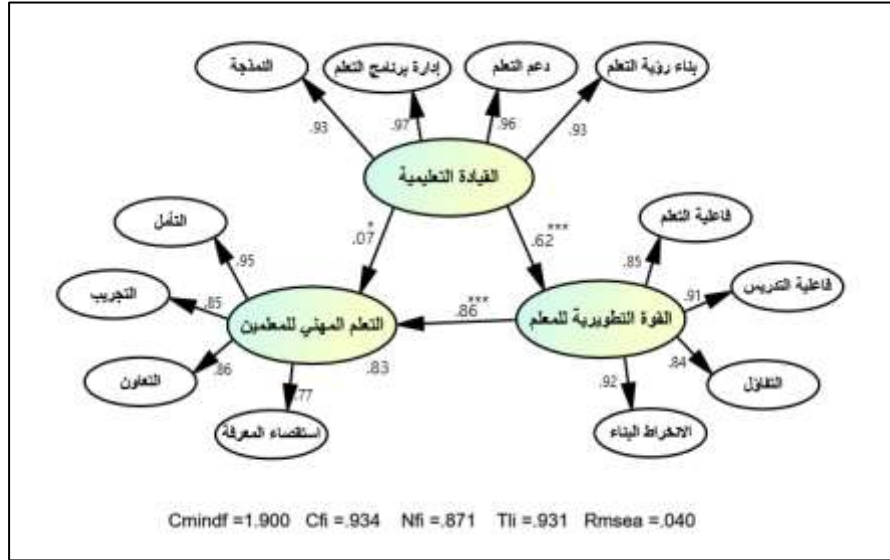 النمذجة
إدارة برنامج التعلم
دعم التعلم
بناء رؤية التعلم
.93
.97
.96
.93
القيادة التعليمية
فاعلية التعلم
التأمل
.07*
.62***
.95
.85
فاعلية التدريس
التجريب
.85
.91
التعلم المهني للمعلمين
.86***
القوة التطويرية للمعلم
التعاون
.86
.83
.84
التفاؤل
.77
.92
استقصاء المعرفة
الانخراط البناء
Cmindf =1.900 Cfi =.934 Nfi =.871 Tli =.931 Rmsea =.040